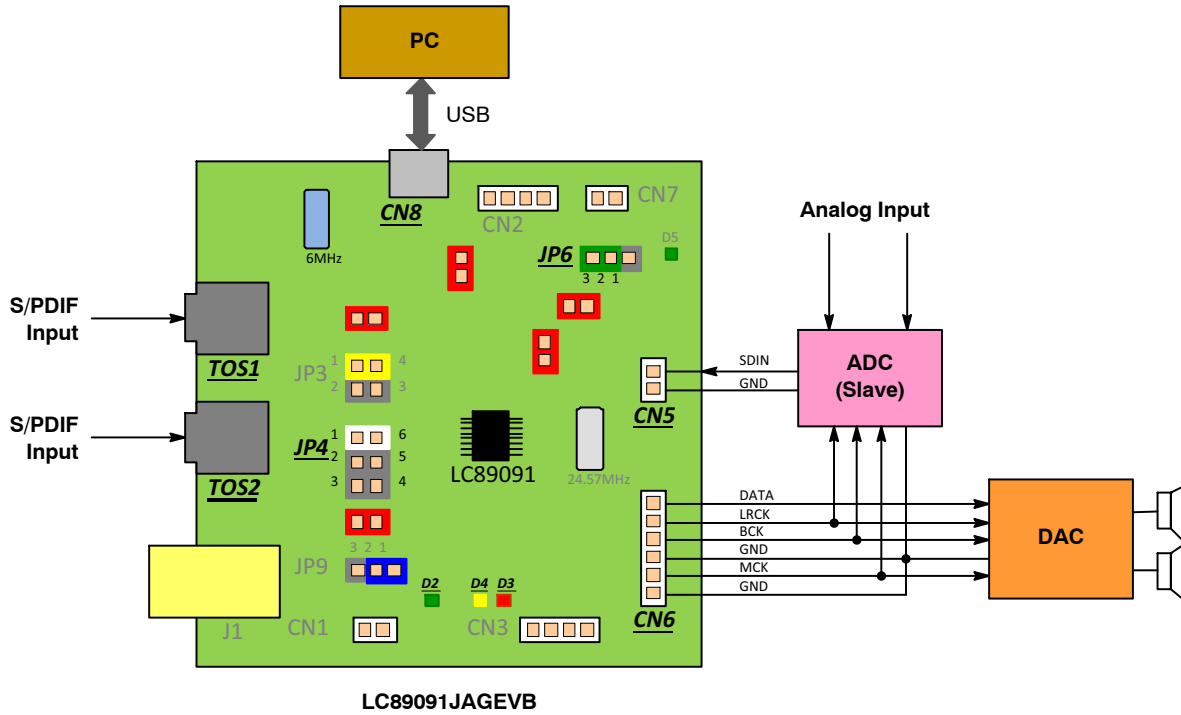 PC
USB
CN8
6MHz
CN2
CN7
JP6
3 2 1
D5
Analog Input
S/PDIF
Input
TOS1
JP3
1 4
2 3
SDIN
GND
CN5
ADC
(Slave)
S/PDIF
Input
TOS2
JP4
1 6
2 5
3 4
LC89091
24.57MHz
DATA
LRCK
BCK
GND
MCK
GND
CN6
DAC
3 2 1
JP9
D2
D4
D3
J1
CN1
CN3
LC89091JAGEVB